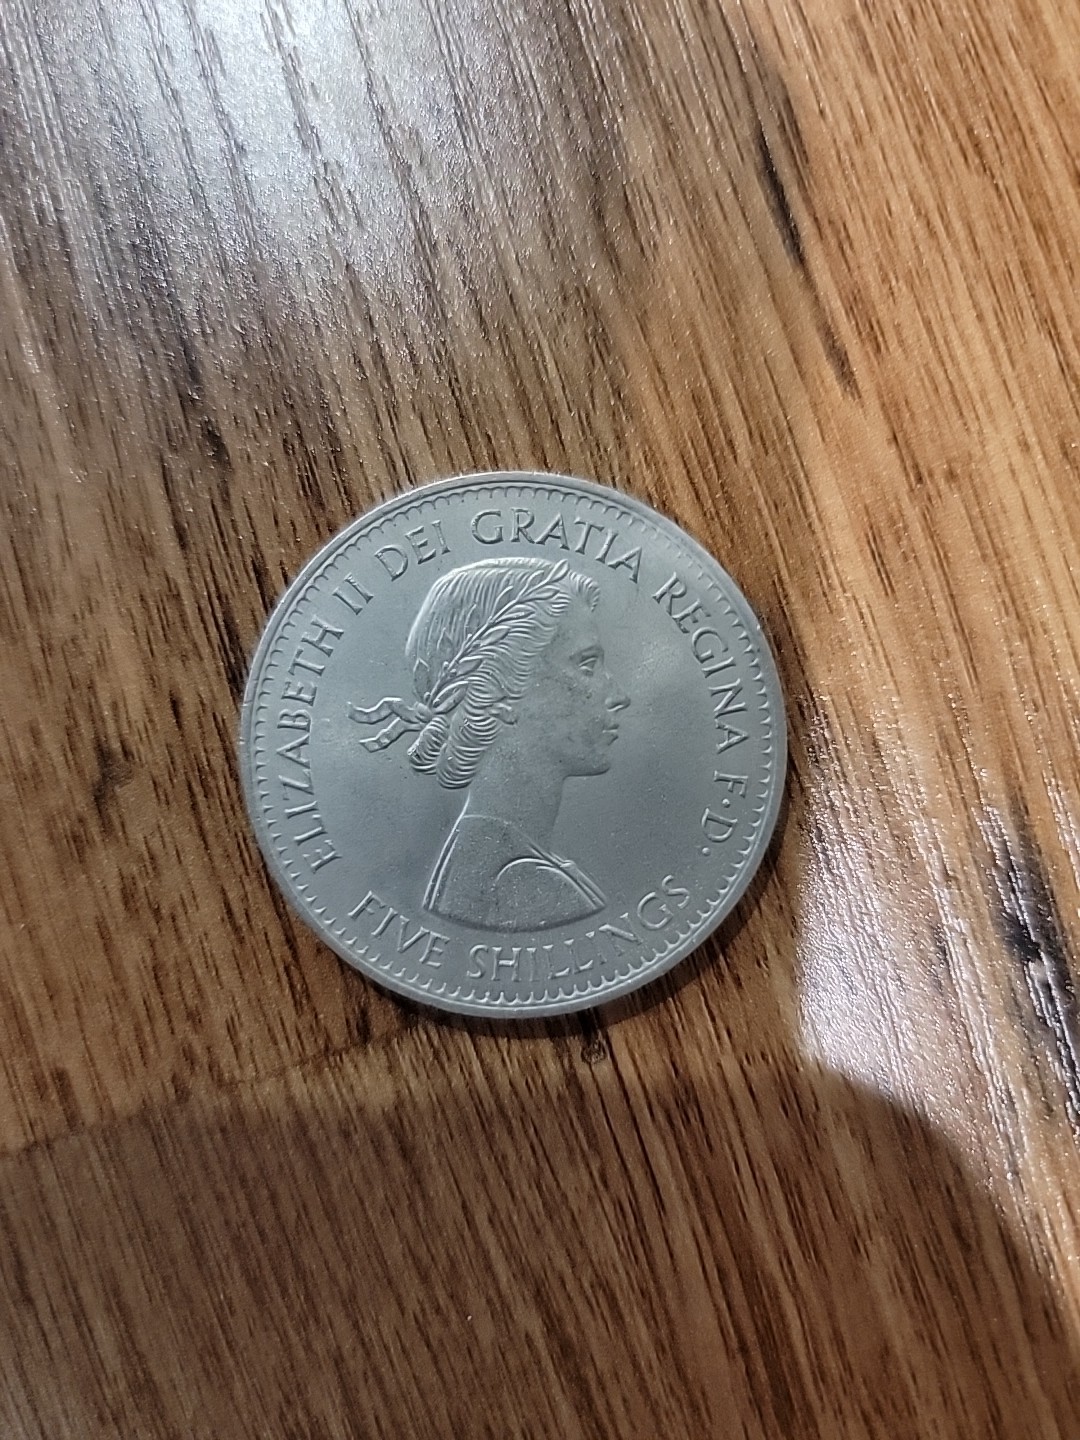 ELIZABETH II DEI GRATIA REGINA F·D·
FIVE SHILLINGS